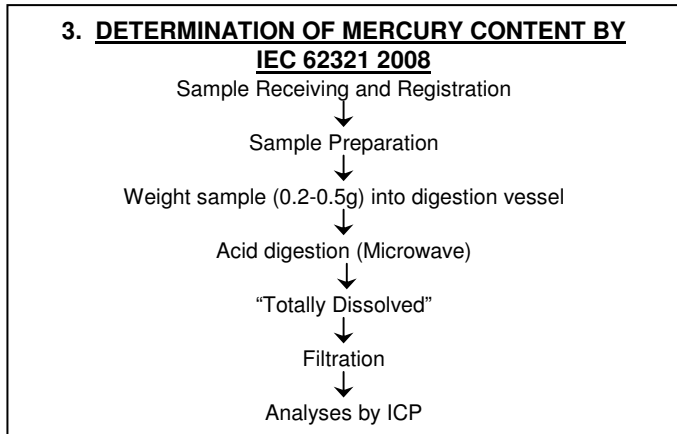 3. DETERMINATION OF MERCURY CONTENT BY
IEC 62321 2008
Sample Receiving and Registration
Sample Preparation
Weight sample (0.2-0.5g) into digestion vessel
Acid digestion (Microwave)
“Totally Dissolved”
Filtration
Analyses by ICP